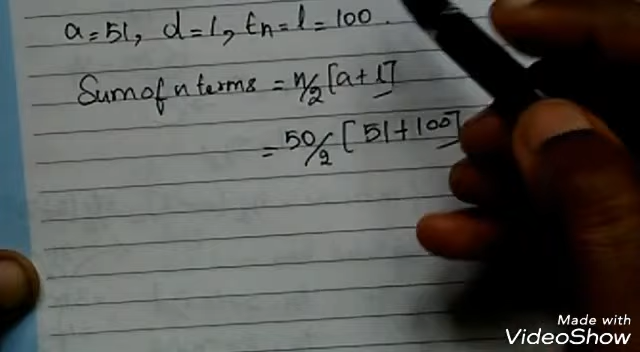 a=51, d=1, tn=l=100.
Sum of n terms = n/2 [a+l]
= 50/2 [51+100]
Made with
VideoShow